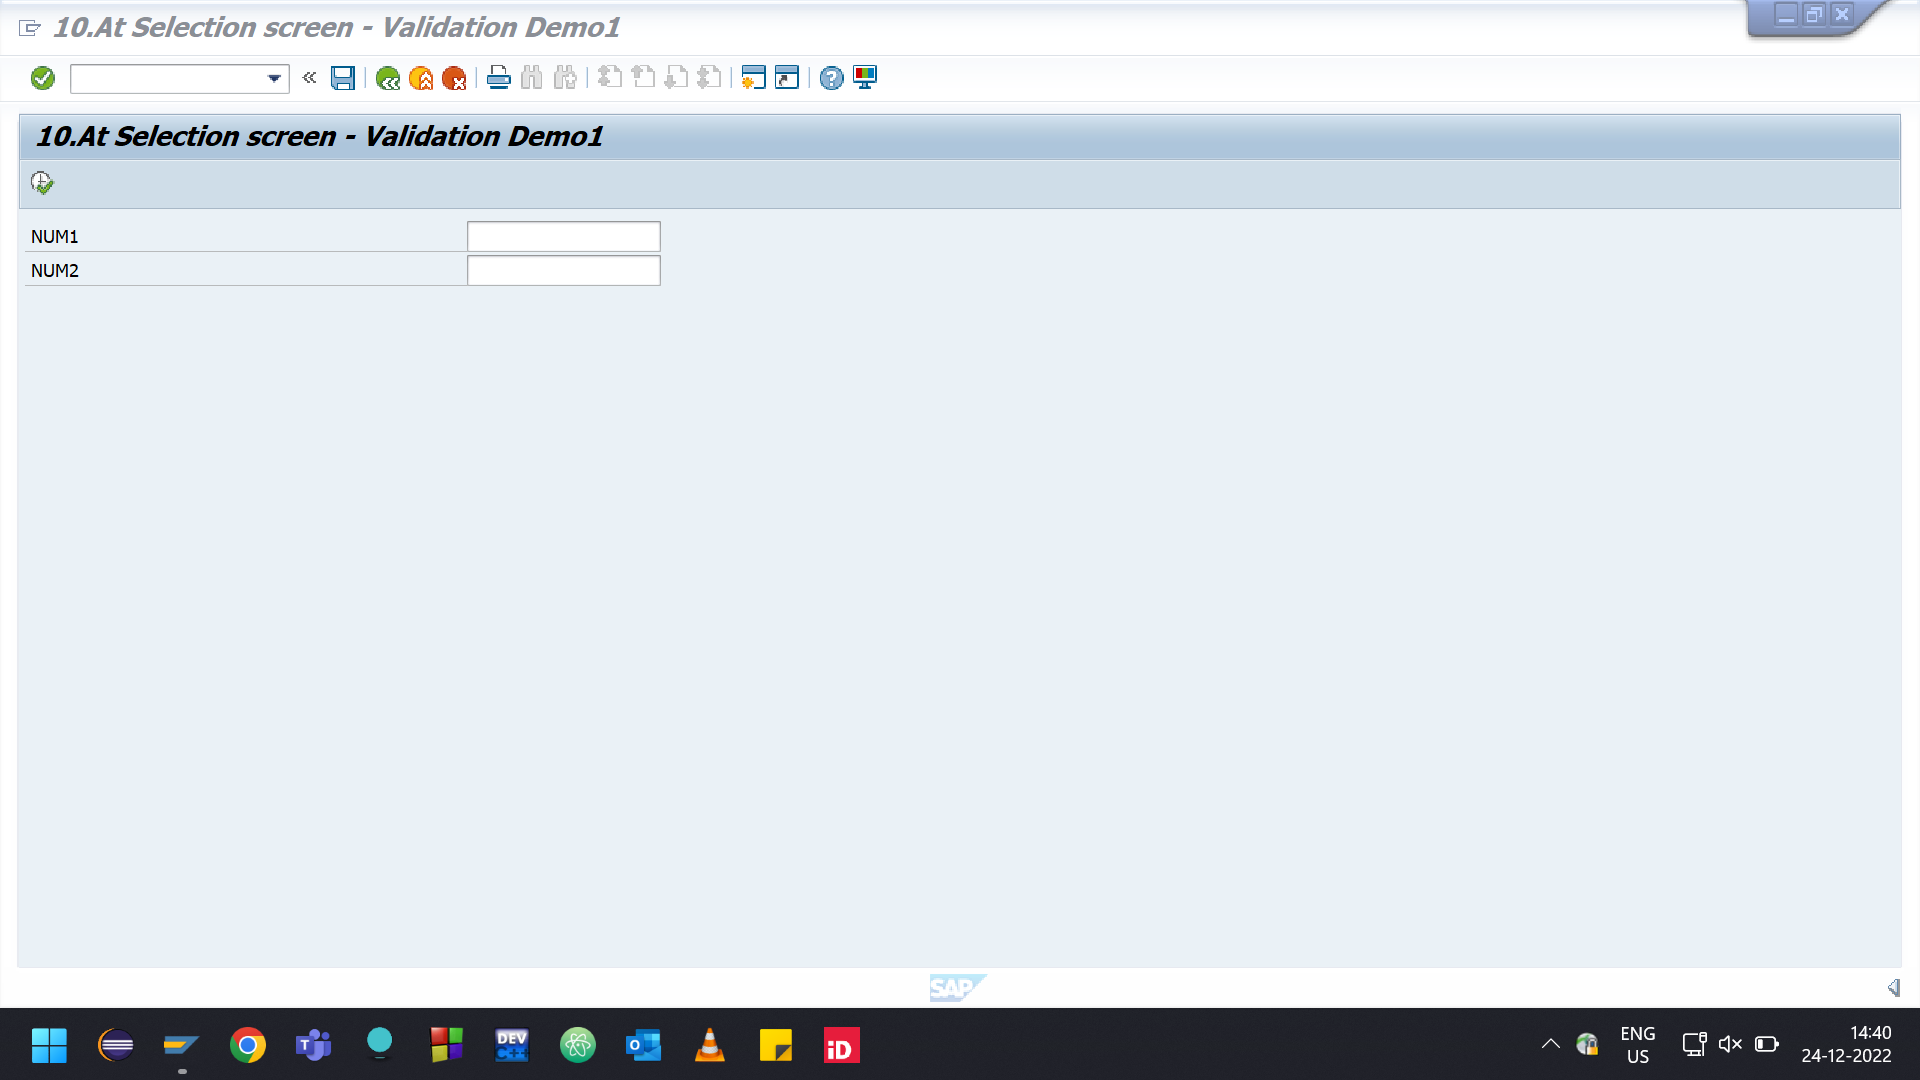 10.At Selection screen - Validation Demo1
10.At Selection screen - Validation Demo1
NUM1
NUM2
SAP
T
DEV
C++
O
iD
ENG
US
14:40
24-12-2022